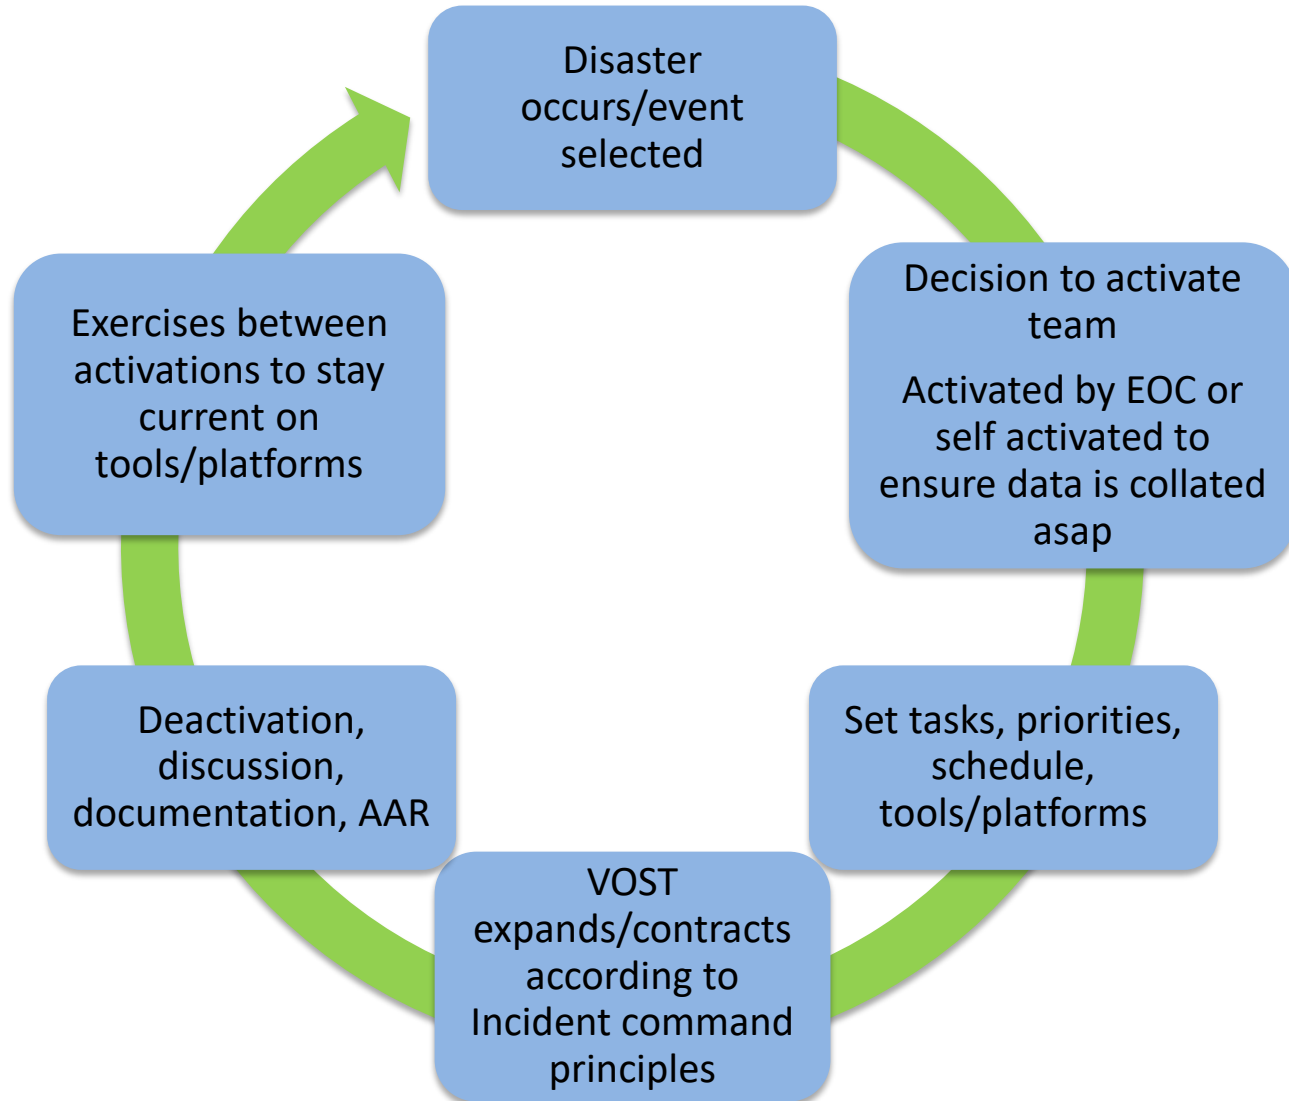 Disaster
occurs/event
selected
Decision to activate
team
Activated by EOC or
self activated to
ensure data is collated
asap
Set tasks, priorities,
schedule,
tools/platforms
VOST
expands/contracts
according to
Incident command
principles
Deactivation,
discussion,
documentation, AAR
Exercises between
activations to stay
current on
tools/platforms